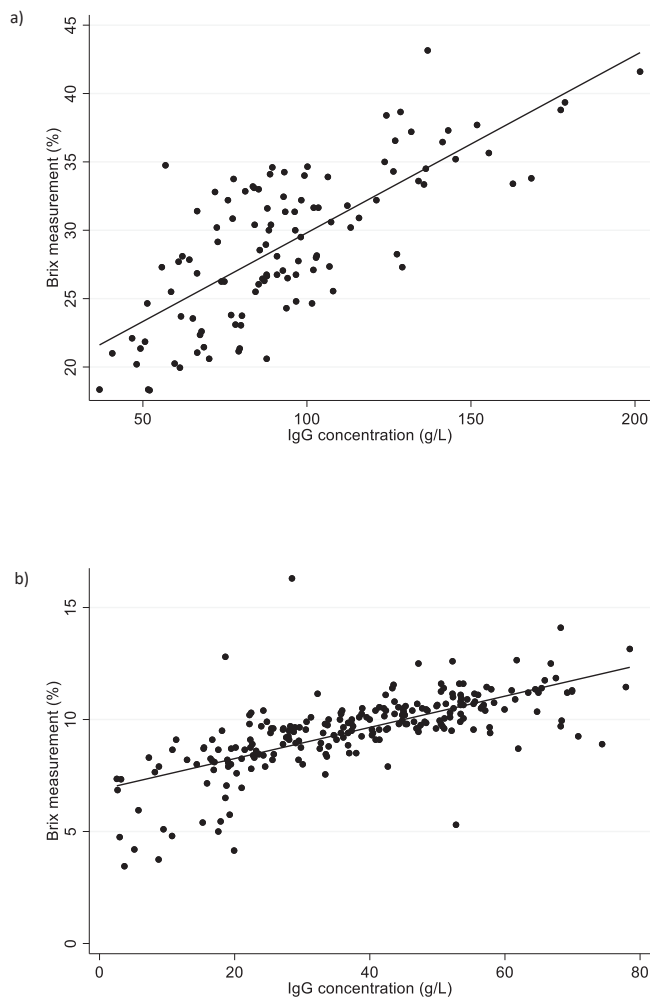 a)
45
40
35
30
25
20
Brix measurement (%)
50 100 150 200
IgG concentration (g/L)
b)
15
10
5
0
Brix measurement (%)
0 20 40 60 80
IgG concentration (g/L)